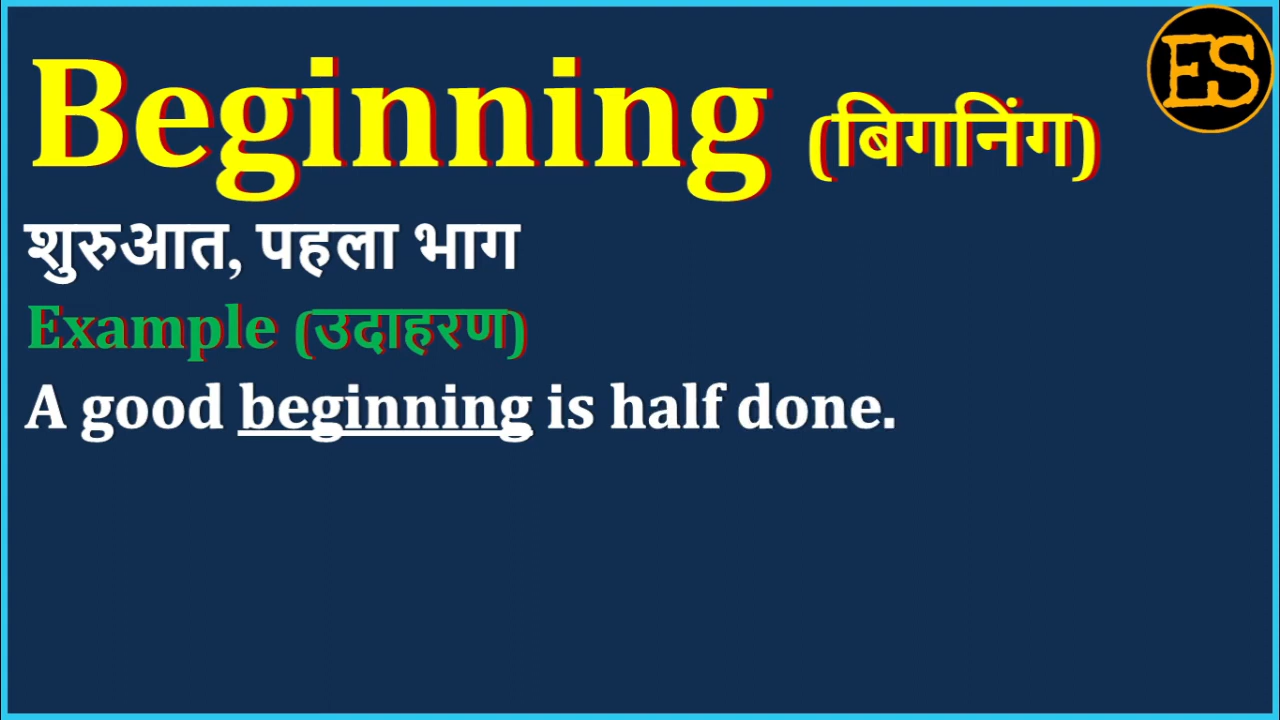 Beginning (बिगनिंग)
ES
शुरुआत, पहला भाग
Example (उदाहरण)
A good beginning is half done.